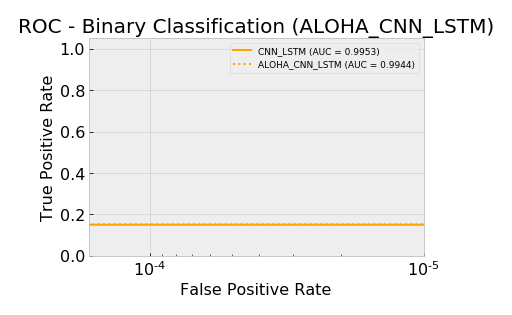 ROC - Binary Classification (ALOHA_CNN_LSTM)
CNN_LSTM (AUC = 0.9953)
ALOHA_CNN_LSTM (AUC = 0.9944)
True Positive Rate
1.0
0.8
0.6
0.4
0.2
0.0
10⁻⁴
10⁻⁵
False Positive Rate